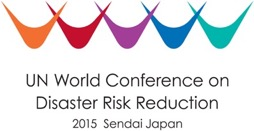 UN World Conference on
Disaster Risk Reduction
2015 Sendai Japan